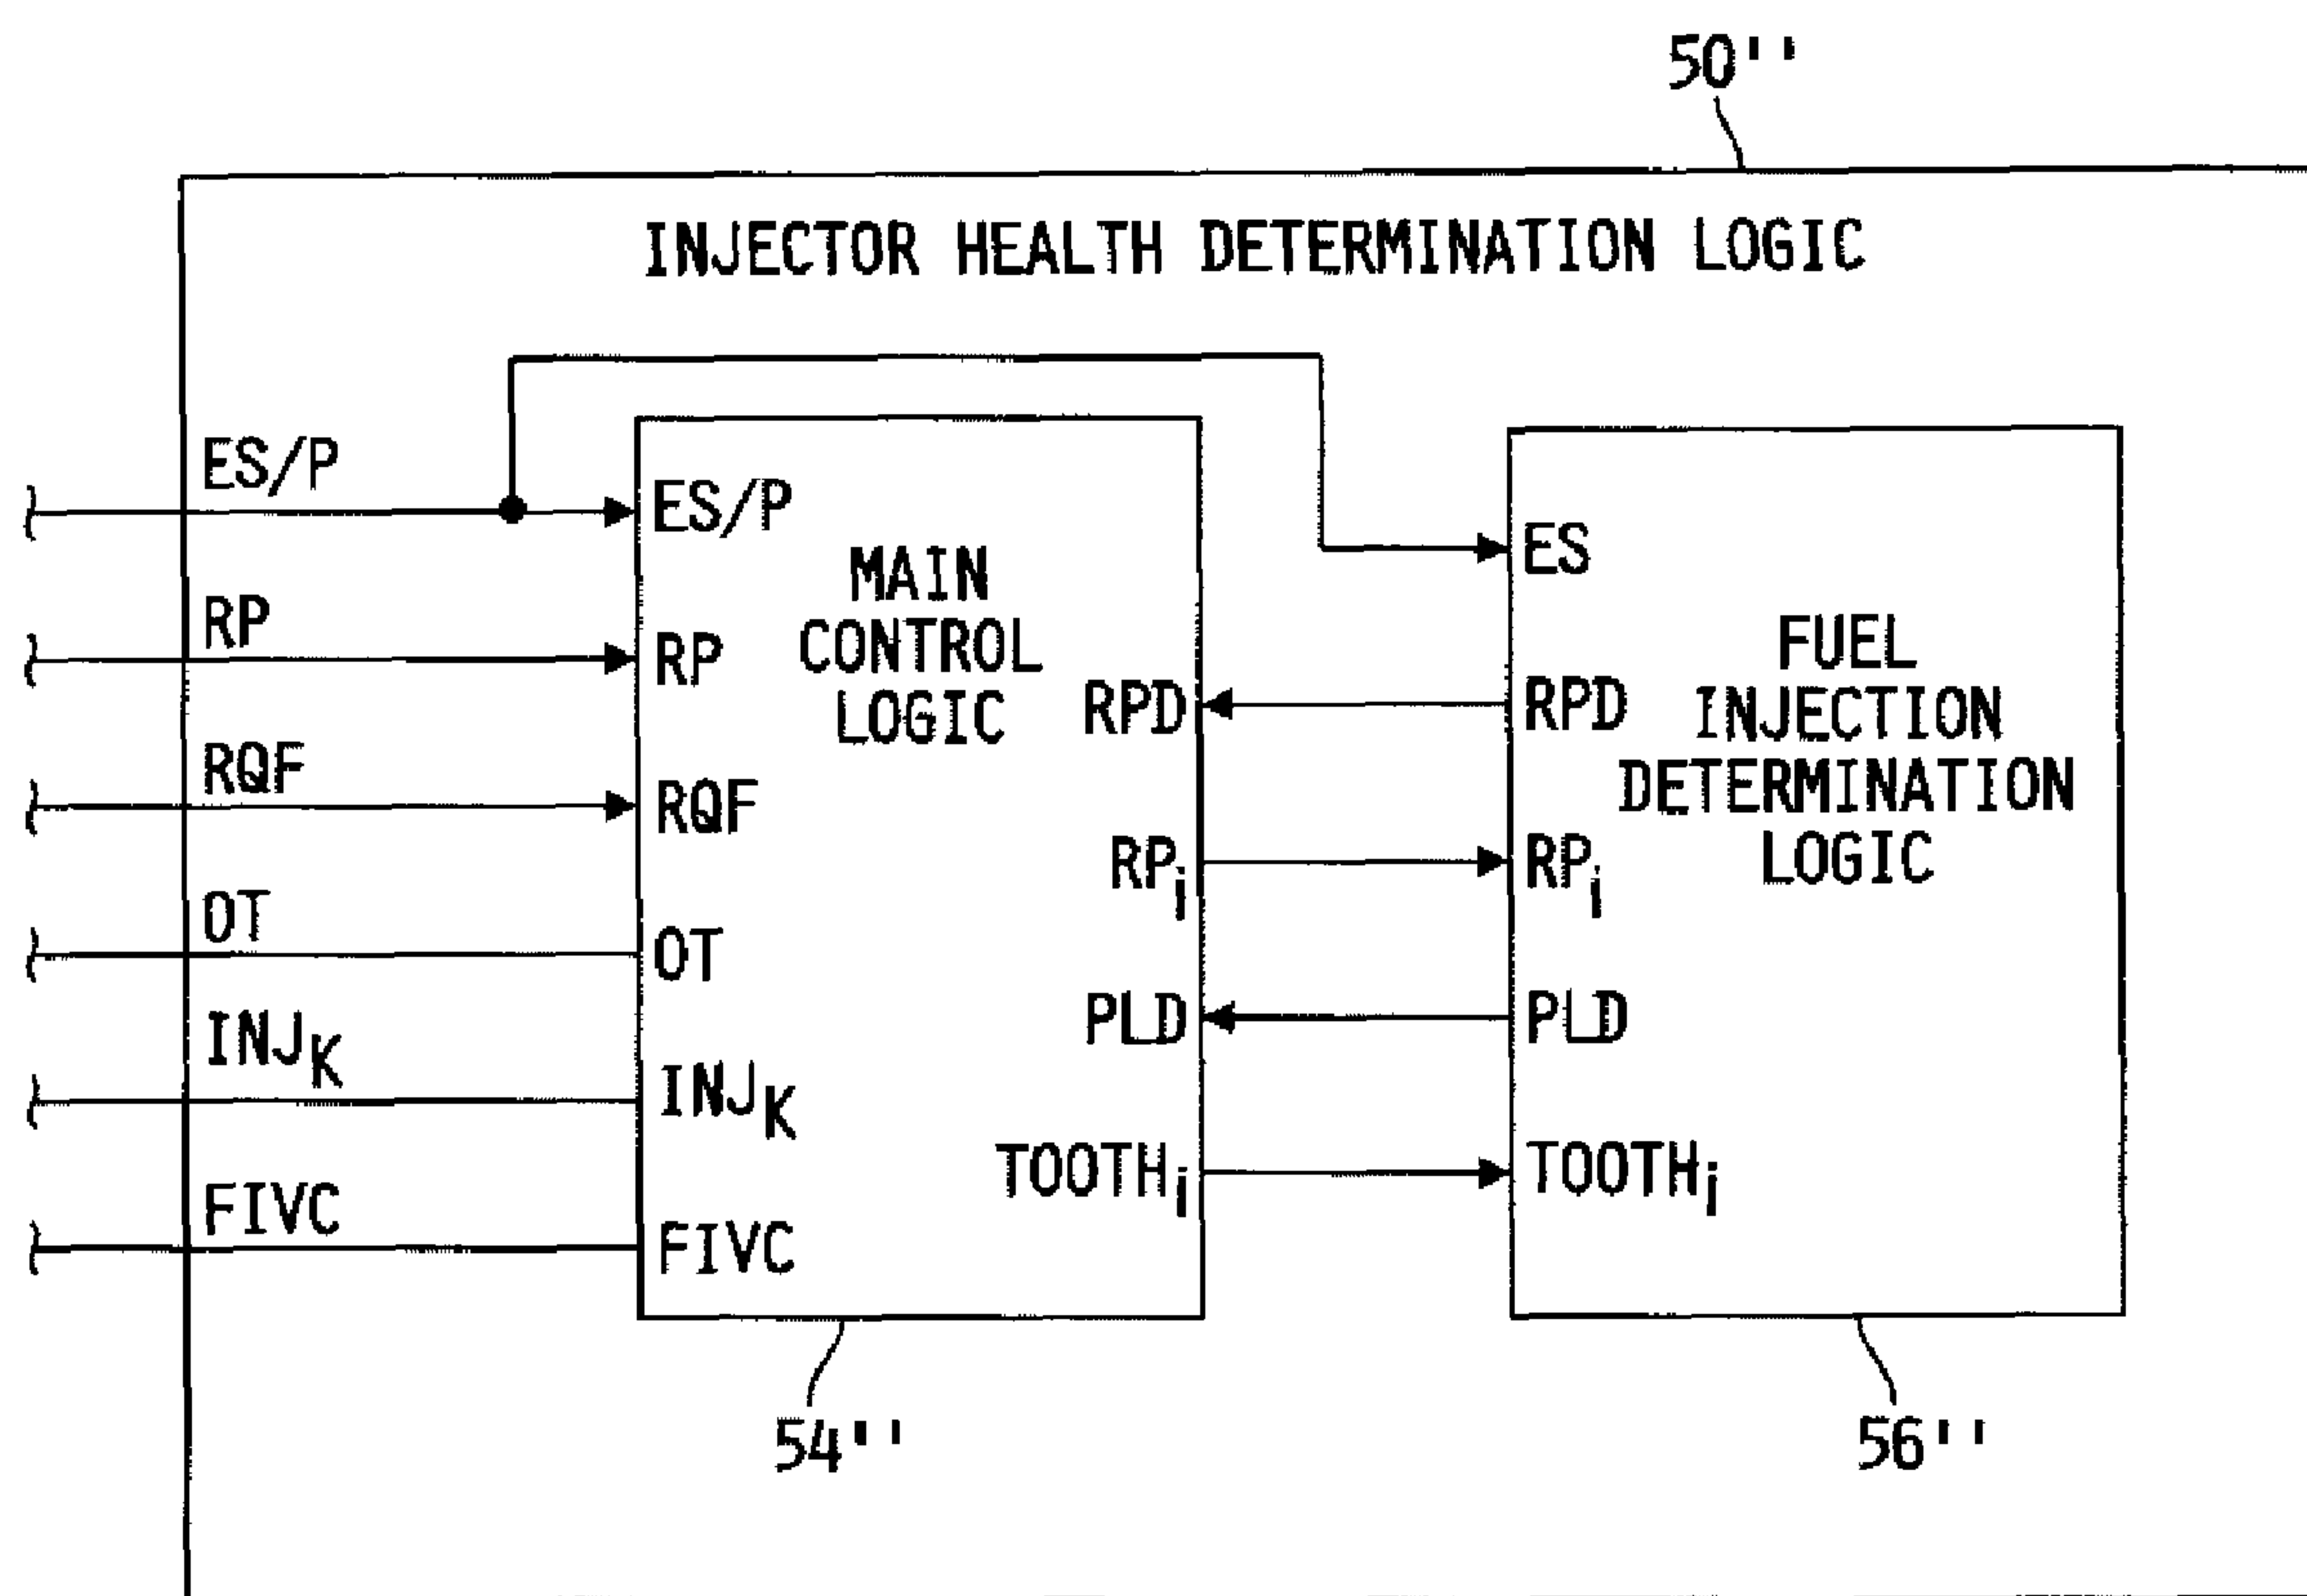 50''
INJECTOR HEALTH DETERMINATION LOGIC
ES/P
RP
RQF
OT
INJK
FIVC
ES/P
RP
RQF
OT
INJK
FIVC
MAIN
CONTROL
LOGIC
RPD
RPi
PLD
TOOTHi
ES
RPD
RPi
PLD
TOOTHi
FUEL
INJECTION
DETERMINATION
LOGIC
54''
56''